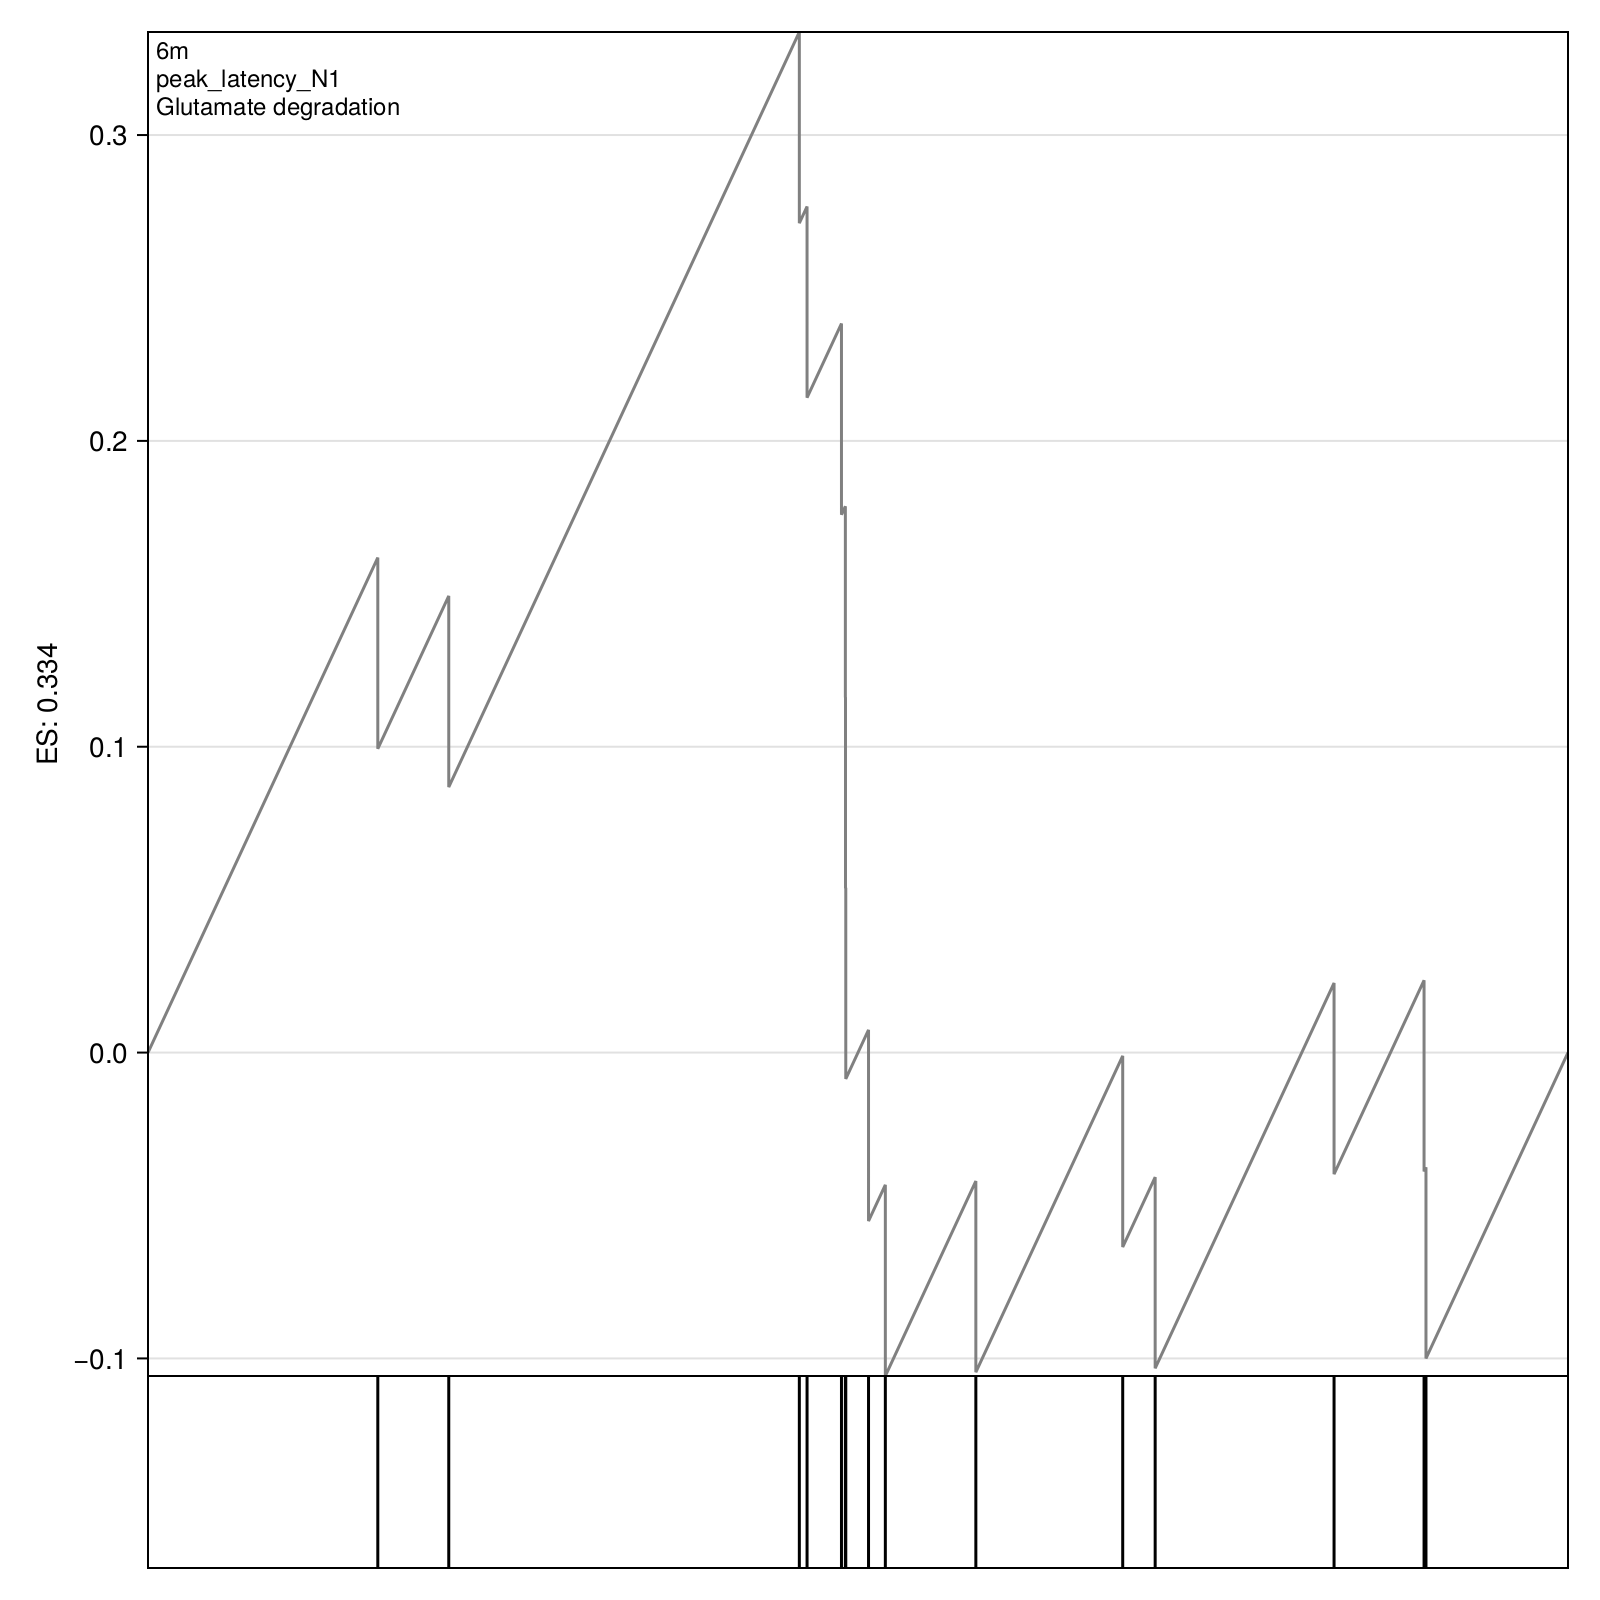 6m
peak_latency_N1
Glutamate degradation
0.3
0.2
0.1
0.0
−0.1
ES: 0.334